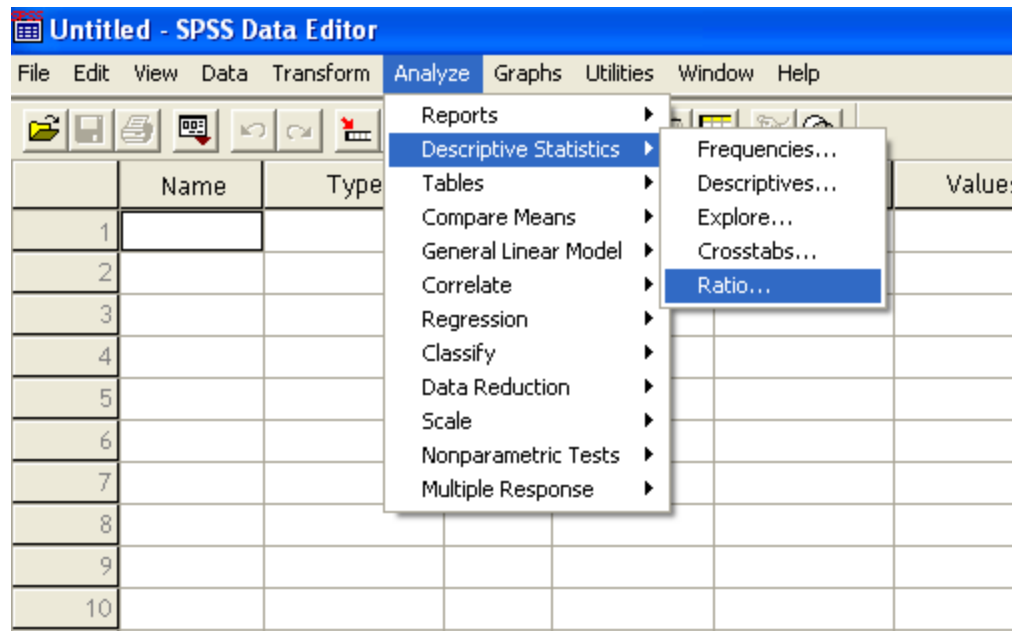 SPSS
Untitled - SPSS Data Editor
File Edit View Data Transform Analyze Graphs Utilities Window Help
Reports
Descriptive Statistics
Tables
Compare Means
General Linear Model
Correlate
Regression
Classify
Data Reduction
Scale
Nonparametric Tests
Multiple Response
Frequencies...
Descriptives...
Explore...
Crosstabs...
Ratio...
Name Type Values
1
2
3
4
5
6
7
8
9
10